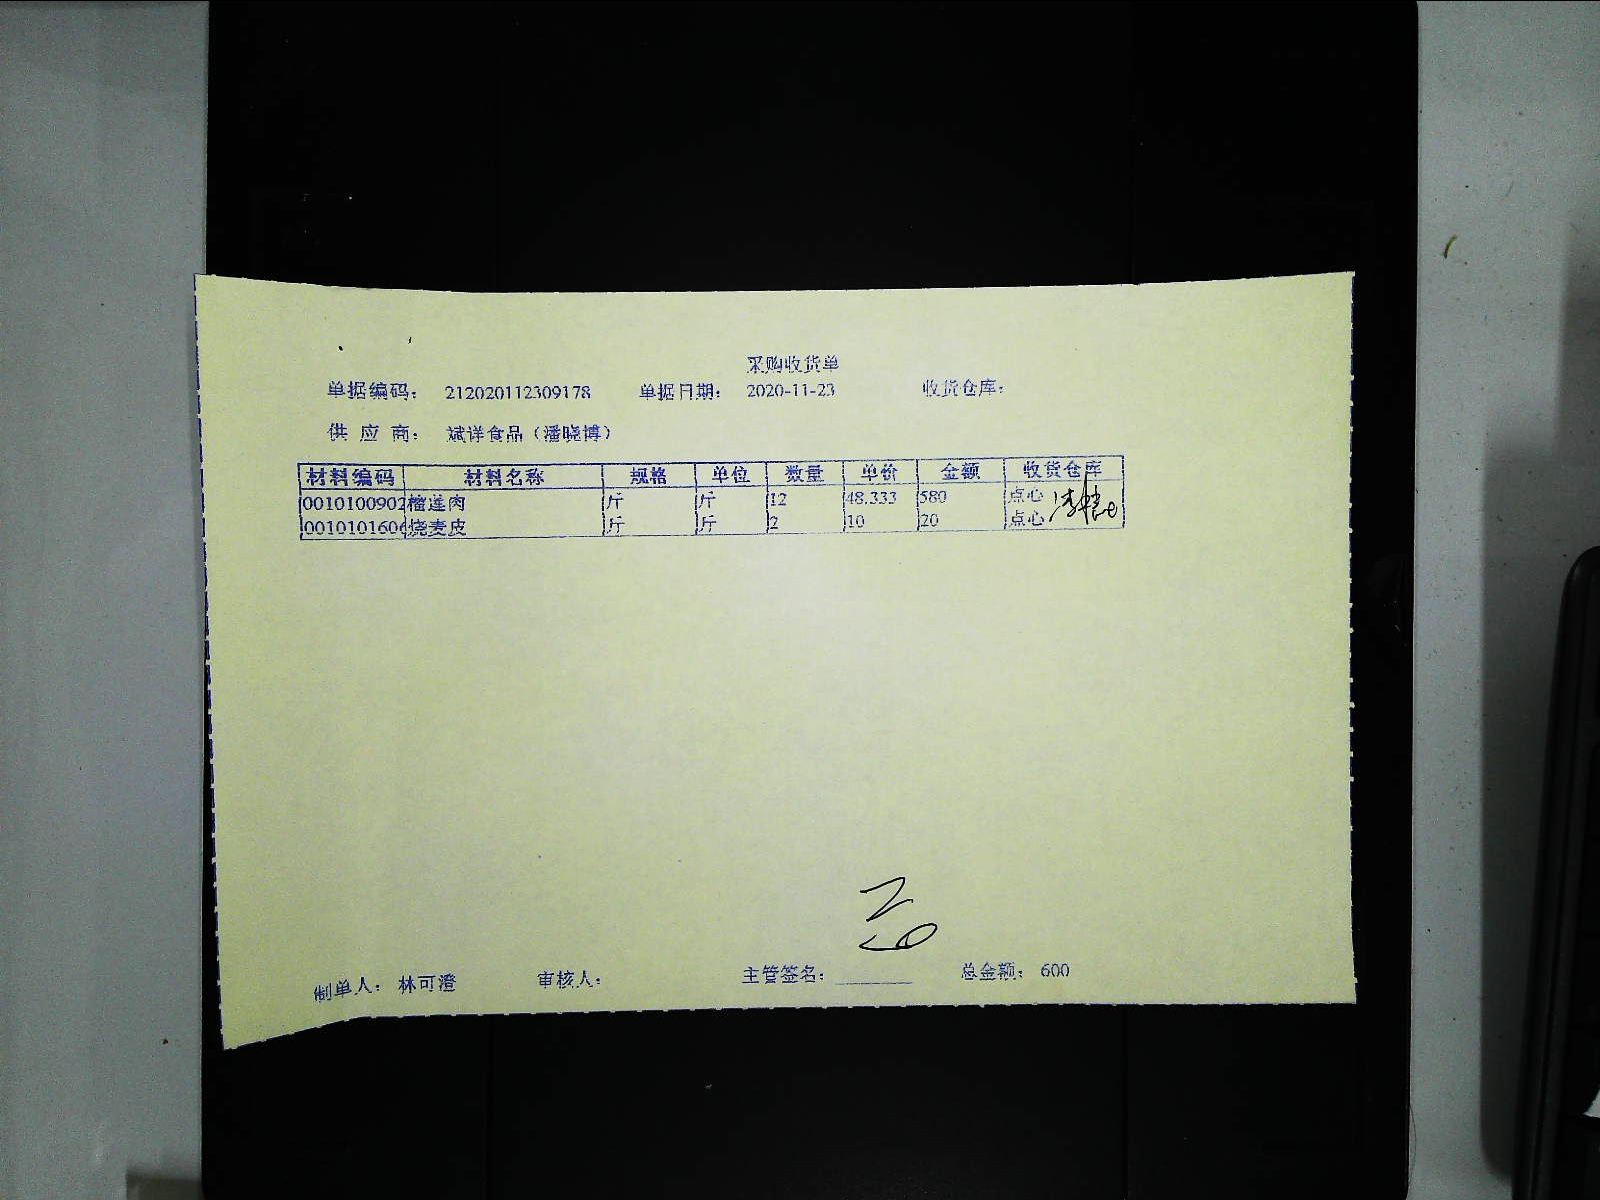 采购收货单
单据编码： 212020112309178 单据日期： 2020-11-23 收货仓库：
供 应 商： 斌详食品（潘晓博）
材料编码 材料名称 规格 单位 数量 单价 金额 收货仓库
0010100902 榴莲肉 斤 斤 12 48.333 580 点心
0010101606 烧麦皮 斤 斤 2 10 20 点心
制单人： 林可澄 审核人： 主管签名： 总金额： 600